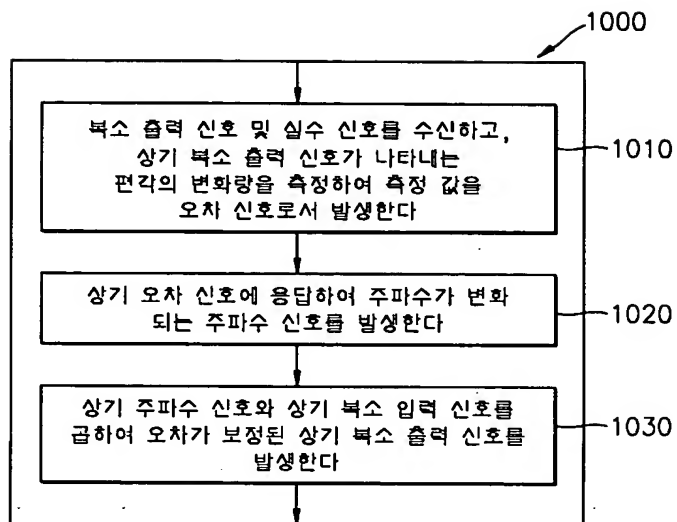 1000
복소 출력 신호 및 실수 신호를 수신하고,
상기 복소 출력 신호가 나타내는
편각의 변화량을 측정하여 측정 값을
오차 신호로서 발생한다
1010
상기 오차 신호에 응답하여 주파수가 변화
되는 주파수 신호를 발생한다
1020
상기 주파수 신호와 상기 복소 입력 신호를
곱하여 오차가 보정된 상기 복소 출력 신호를
발생한다
1030